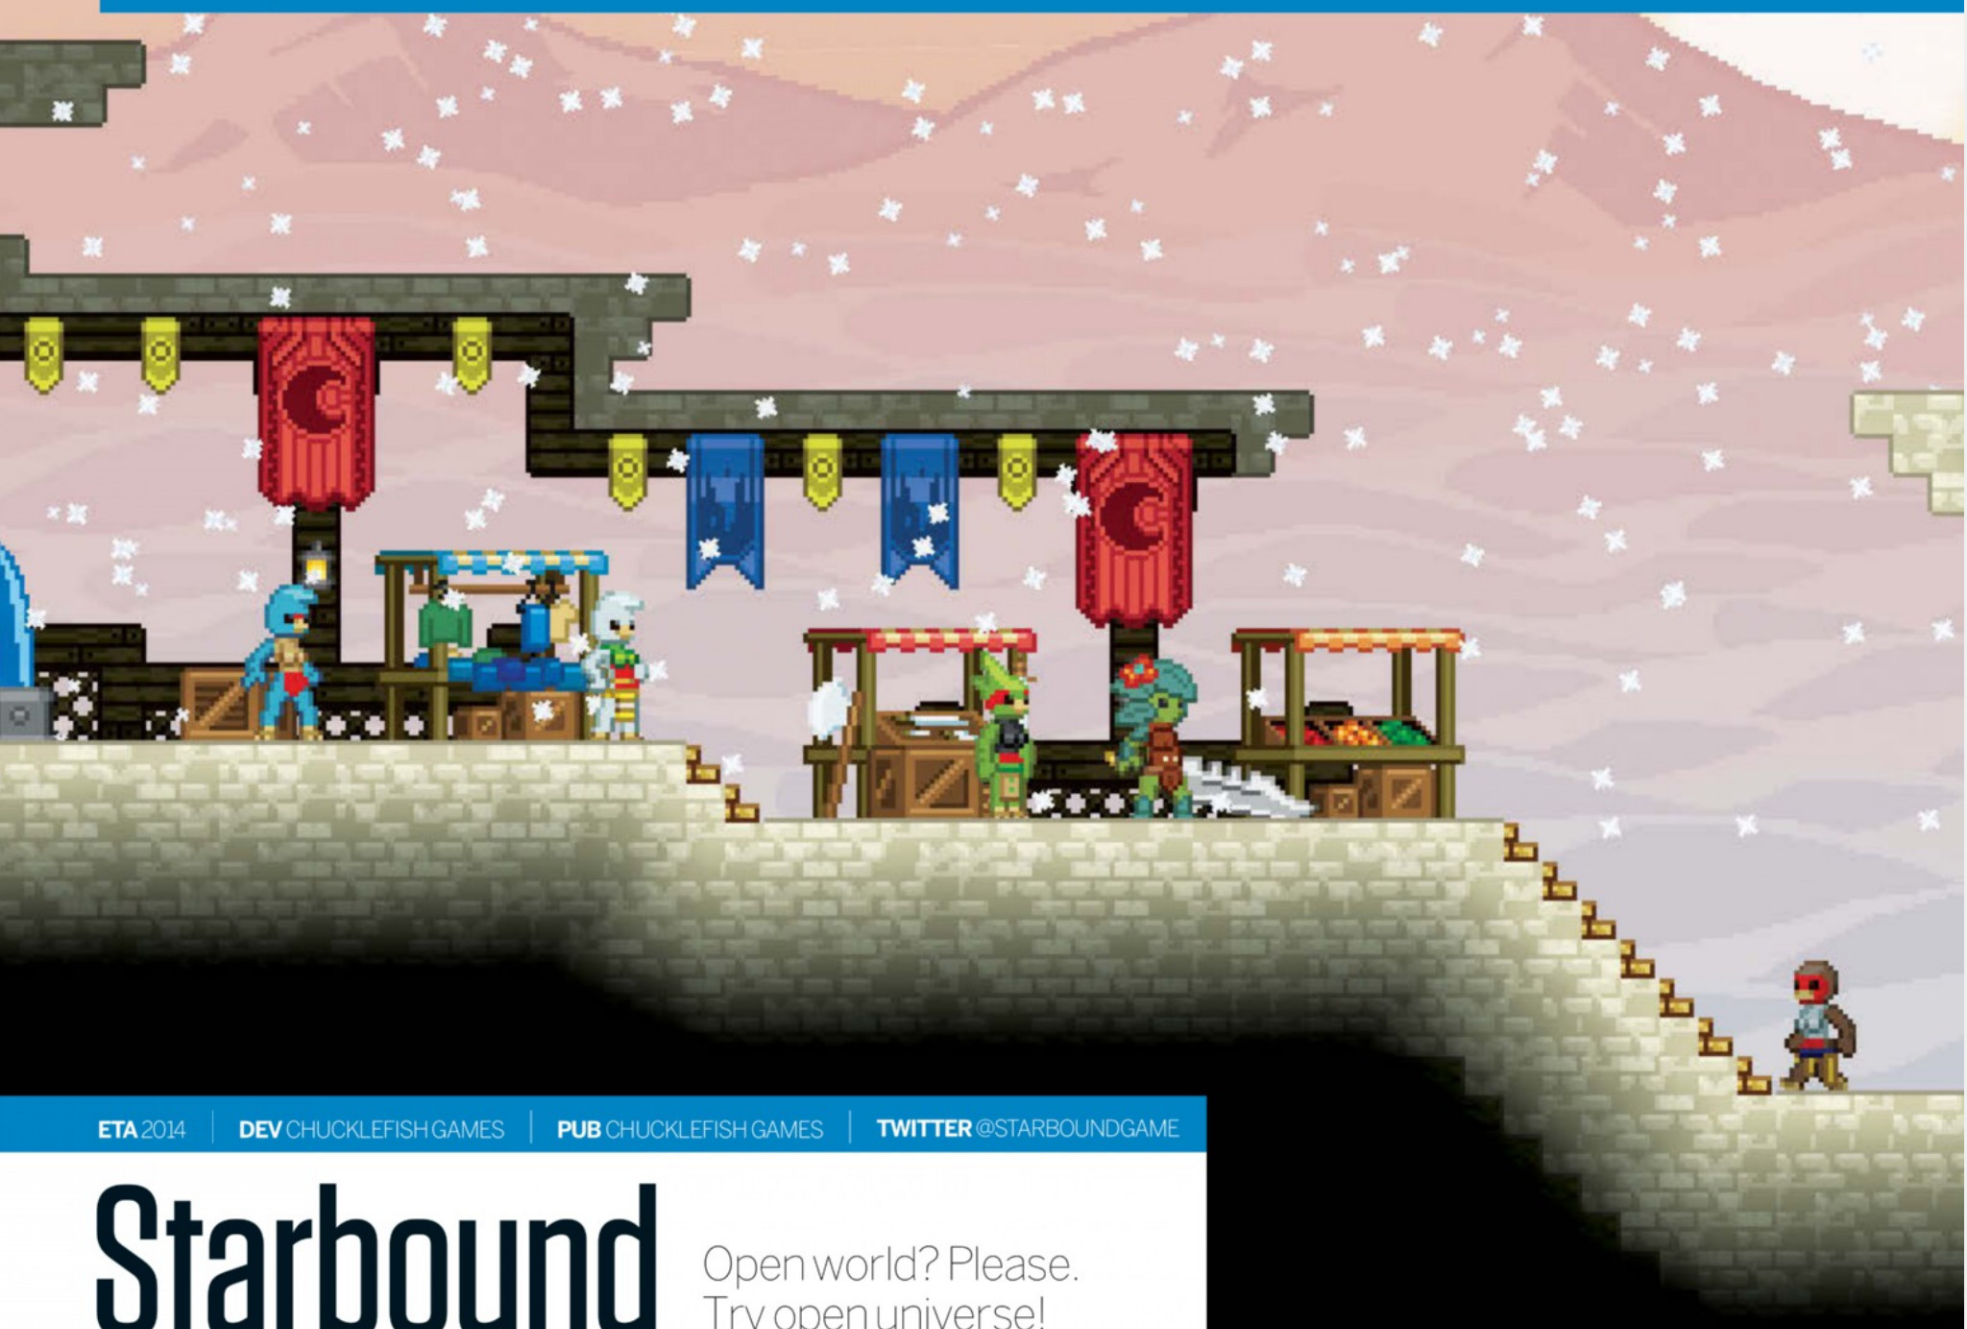 ETA 2014 DEV CHUCKLEFISH GAMES PUB CHUCKLEFISH GAMES TWITTER @STARBOUNDGAME
Starbound
Open world? Please.
Try open universe!